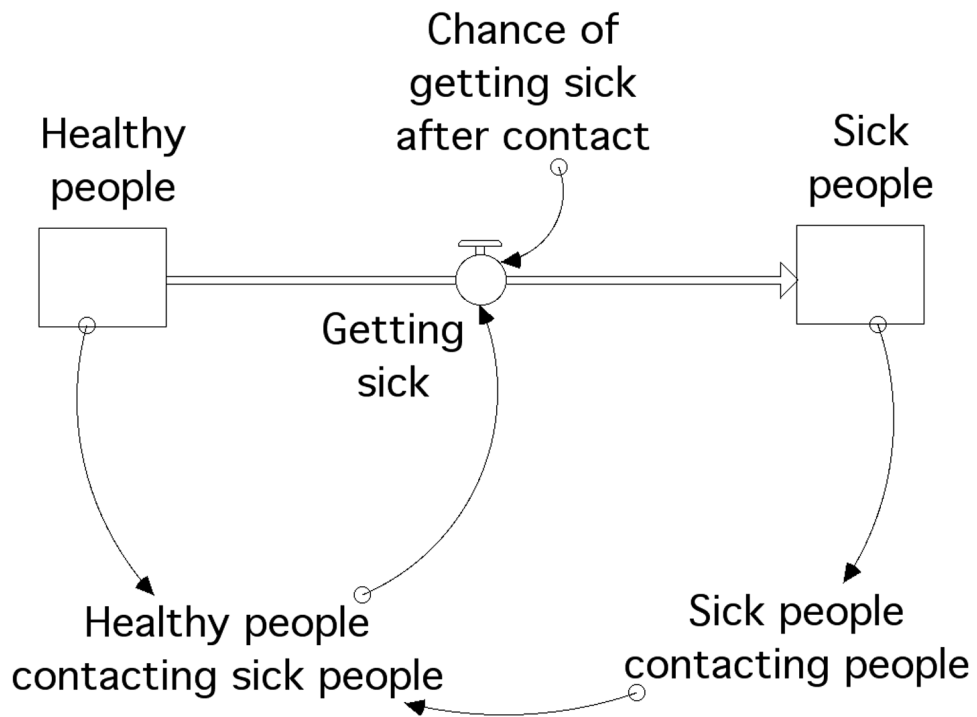 Chance of
getting sick
after contact
Healthy
people
Sick
people
Getting
sick
Healthy people
contacting sick people
Sick people
contacting people